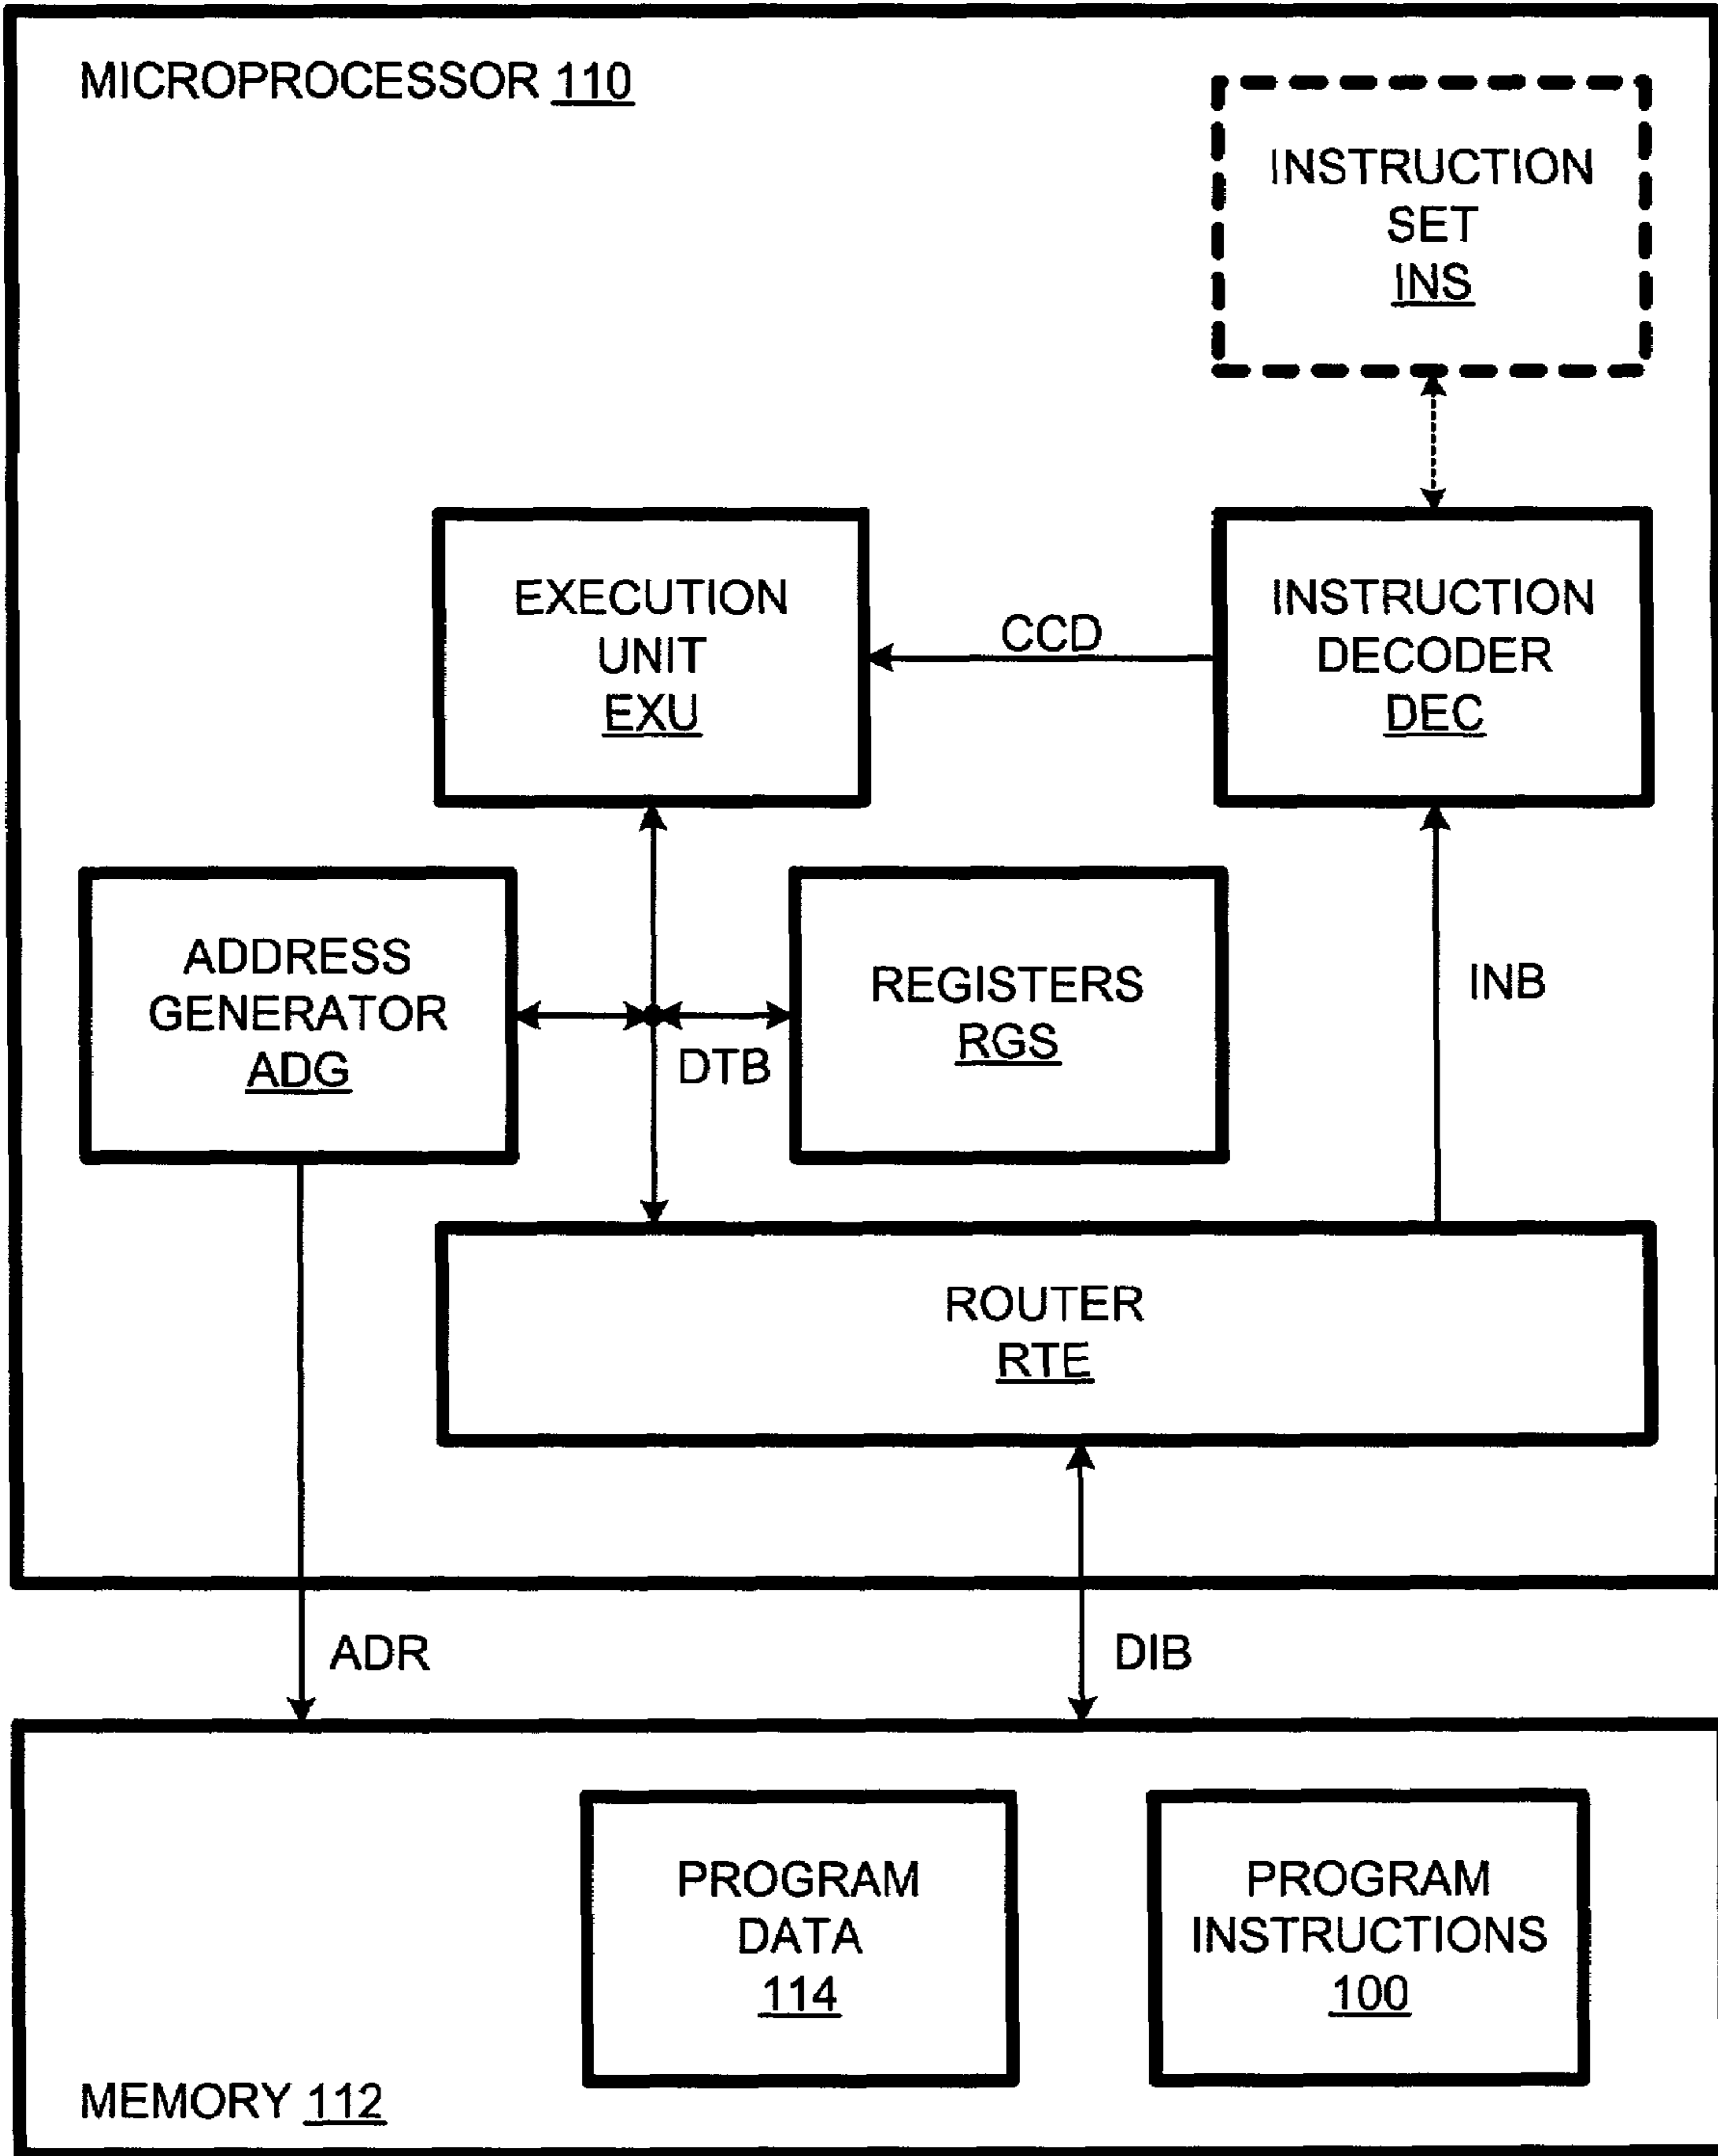 MICROPROCESSOR 110
INSTRUCTION
SET
INS
EXECUTION
UNIT
EXU
CCD
INSTRUCTION
DECODER
DEC
ADDRESS
GENERATOR
ADG
DTB
REGISTERS
RGS
INB
ROUTER
RTE
ADR
DIB
PROGRAM
DATA
114
PROGRAM
INSTRUCTIONS
100
MEMORY 112